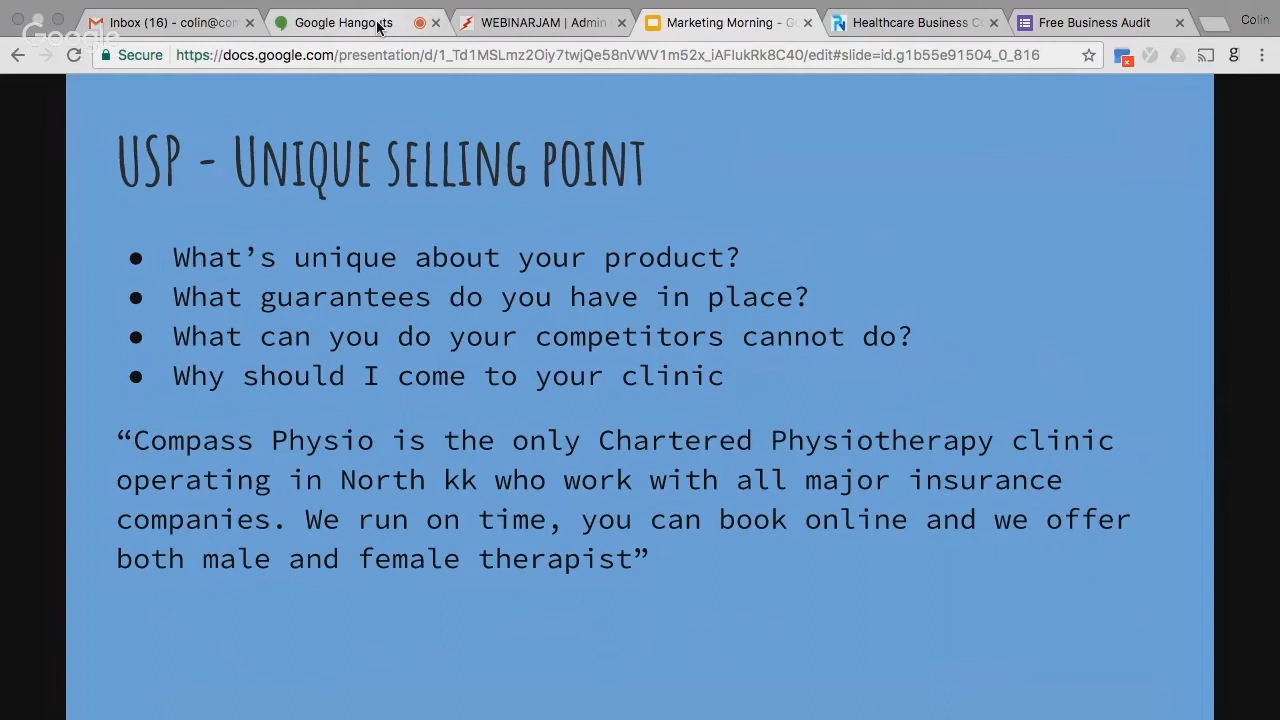 Inbox (16) - colin@con
Google Hangouts
WEBINARJAM | Admin
Marketing Morning - G
Healthcare Business C
Free Business Audit
Colin
Google
Secure
https://docs.google.com/presentation/d/1_Td1MSLmz2Oiy7twjQe58nVWV1m52x_iAFlukRk8C40/edit#slide=id.g1b55e91504_0_816
USP - Unique selling point
● What’s unique about your product?
● What guarantees do you have in place?
● What can you do your competitors cannot do?
● Why should I come to your clinic
“Compass Physio is the only Chartered Physiotherapy clinic
operating in North kk who work with all major insurance
companies. We run on time, you can book online and we offer
both male and female therapist”